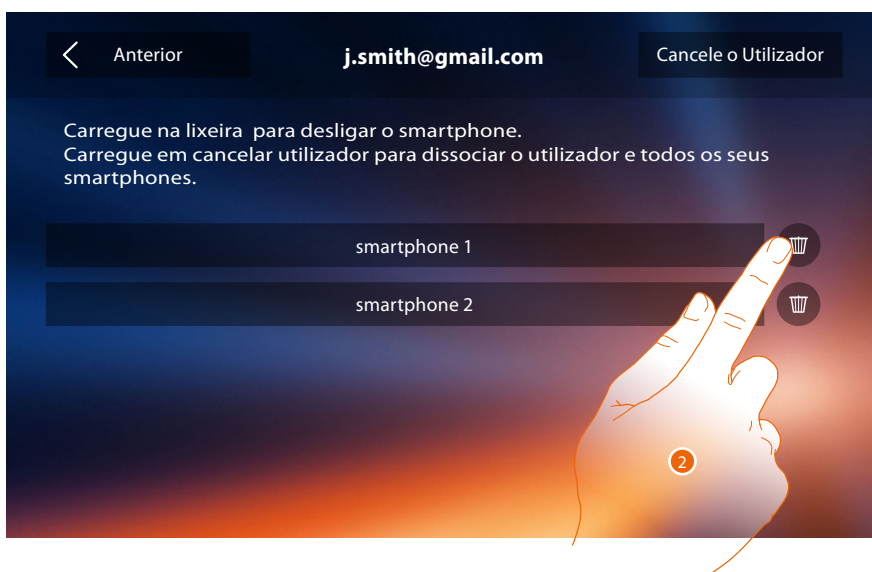 Anterior
j.smith@gmail.com
Cancele o Utilizador
Carregue na lixeira para desligar o smartphone.
Carregue em cancelar utilizador para dissociar o utilizador e todos os seus
smartphones.
smartphone 1
smartphone 2
2